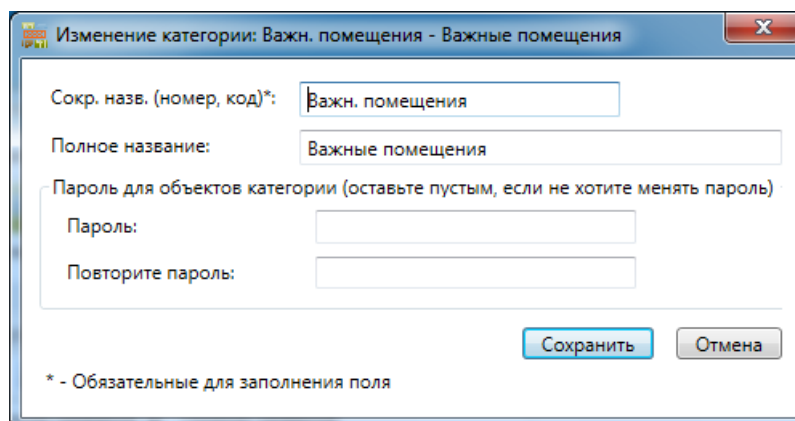 Изменение категории: Важн. помещения - Важные помещения
Сокр. назв. (номер, код)*: Важн. помещения
Полное название: Важные помещения
Пароль для объектов категории (оставьте пустым, если не хотите менять пароль)
Пароль:
Повторите пароль:
Сохранить Отмена
* - Обязательные для заполнения поля